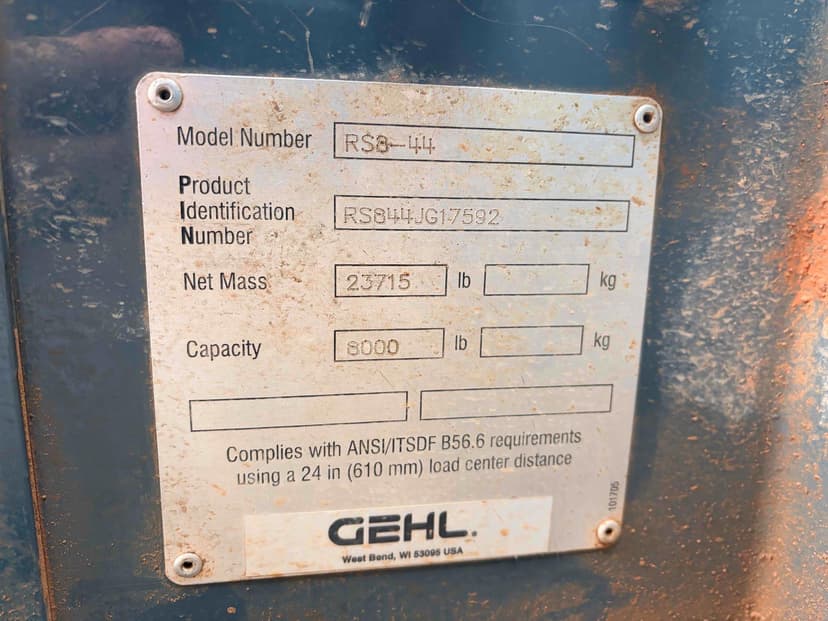 Model Number RS8-44
Product
Identification
Number RS844JG17592
Net Mass 23715 lb kg
Capacity 8000 lb kg
Complies with ANSI/ITSDF B56.6 requirements
using a 24 in (610 mm) load center distance
101705
GEHL.
West Bend, WI 53095 USA